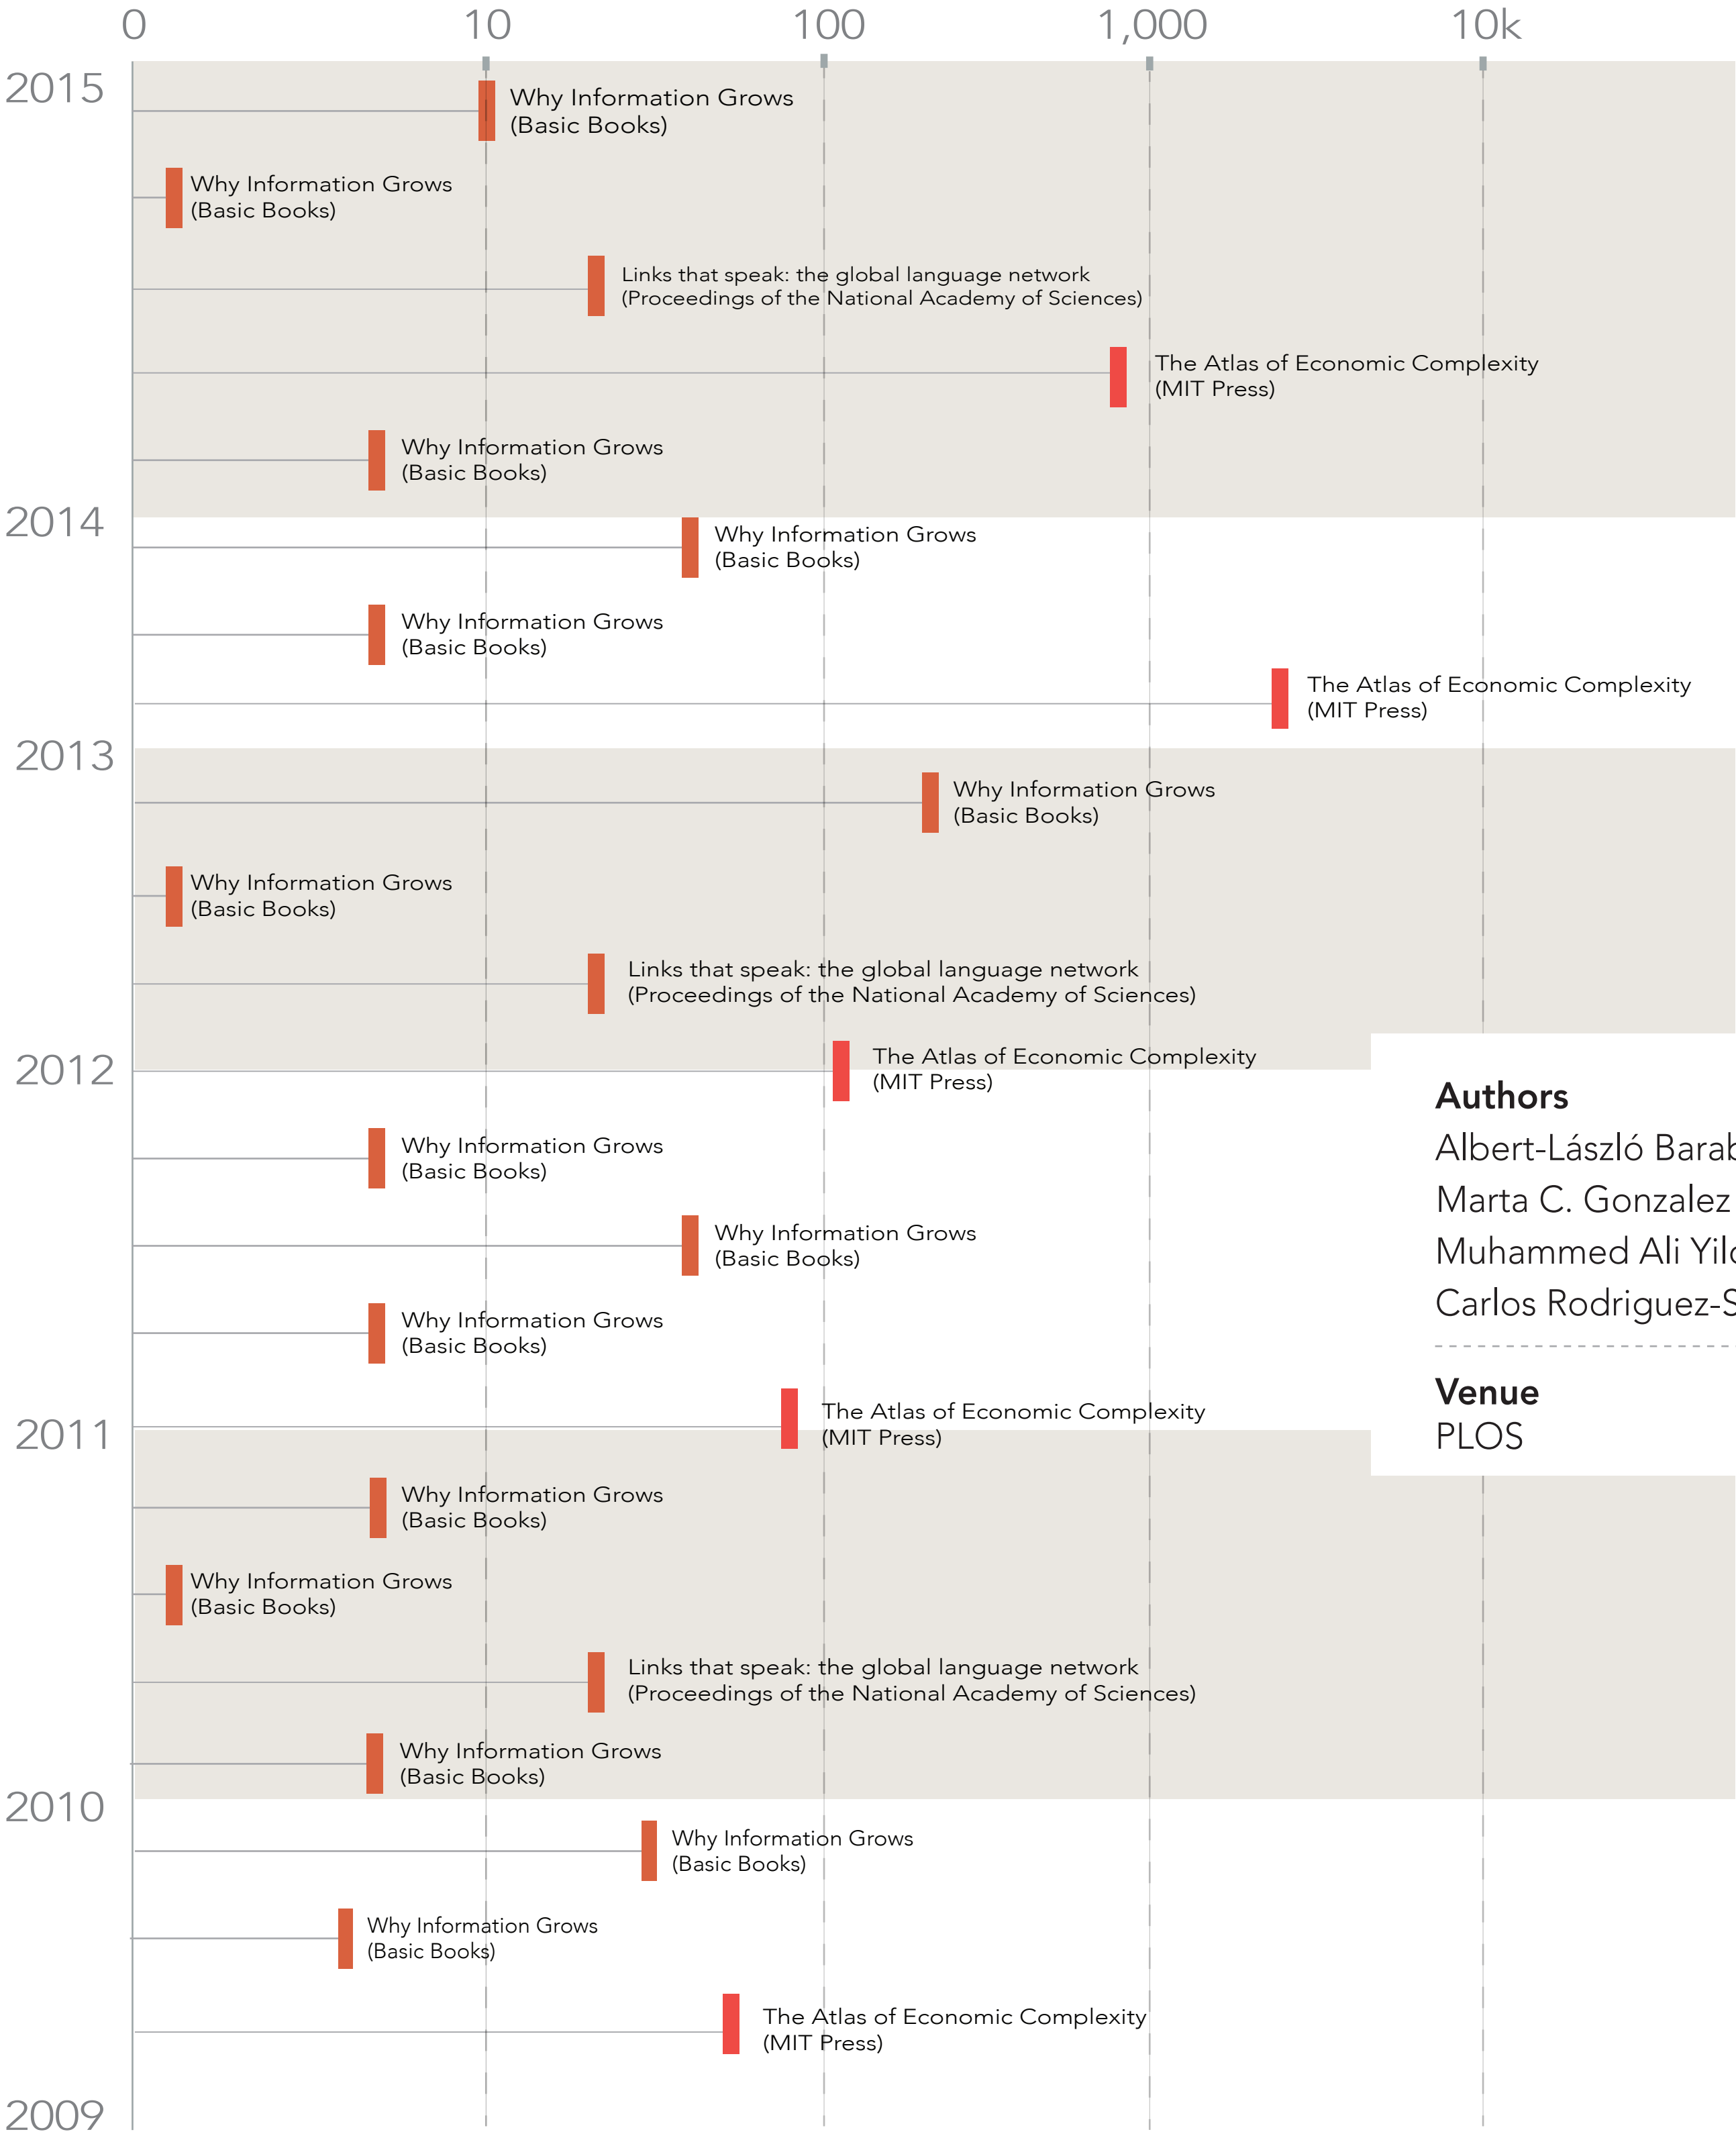 0 10 100 1,000 10k
2015
Why Information Grows
(Basic Books)
Why Information Grows
(Basic Books)
Links that speak: the global language network
(Proceedings of the National Academy of Sciences)
The Atlas of Economic Complexity
(MIT Press)
Why Information Grows
(Basic Books)
2014
Why Information Grows
(Basic Books)
Why Information Grows
(Basic Books)
The Atlas of Economic Complexity
(MIT Press)
2013
Why Information Grows
(Basic Books)
Why Information Grows
(Basic Books)
Links that speak: the global language network
(Proceedings of the National Academy of Sciences)
2012
The Atlas of Economic Complexity
(MIT Press)
Why Information Grows
(Basic Books)
Why Information Grows
(Basic Books)
Why Information Grows
(Basic Books)
2011
The Atlas of Economic Complexity
(MIT Press)
Why Information Grows
(Basic Books)
Why Information Grows
(Basic Books)
Links that speak: the global language network
(Proceedings of the National Academy of Sciences)
Why Information Grows
(Basic Books)
2010
Why Information Grows
(Basic Books)
Why Information Grows
(Basic Books)
The Atlas of Economic Complexity
(MIT Press)
2009
Authors
Albert-László
Marta C. Gonzalez
Muhammed Ali
Carlos
Venue
PLOS